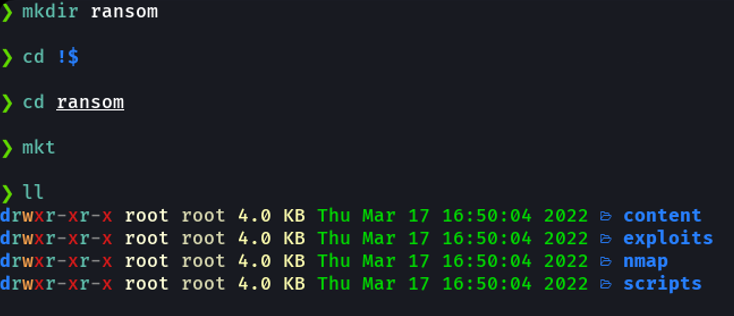 ❯ mkdir ransom
❯ cd !$
❯ cd ransom
❯ mkt
❯ ll
drwxr-xr-x root root 4.0 KB Thu Mar 17 16:50:04 2022 🗁 content
drwxr-xr-x root root 4.0 KB Thu Mar 17 16:50:04 2022 🗁 exploits
drwxr-xr-x root root 4.0 KB Thu Mar 17 16:50:04 2022 🗁 nmap
drwxr-xr-x root root 4.0 KB Thu Mar 17 16:50:04 2022 🗁 scripts